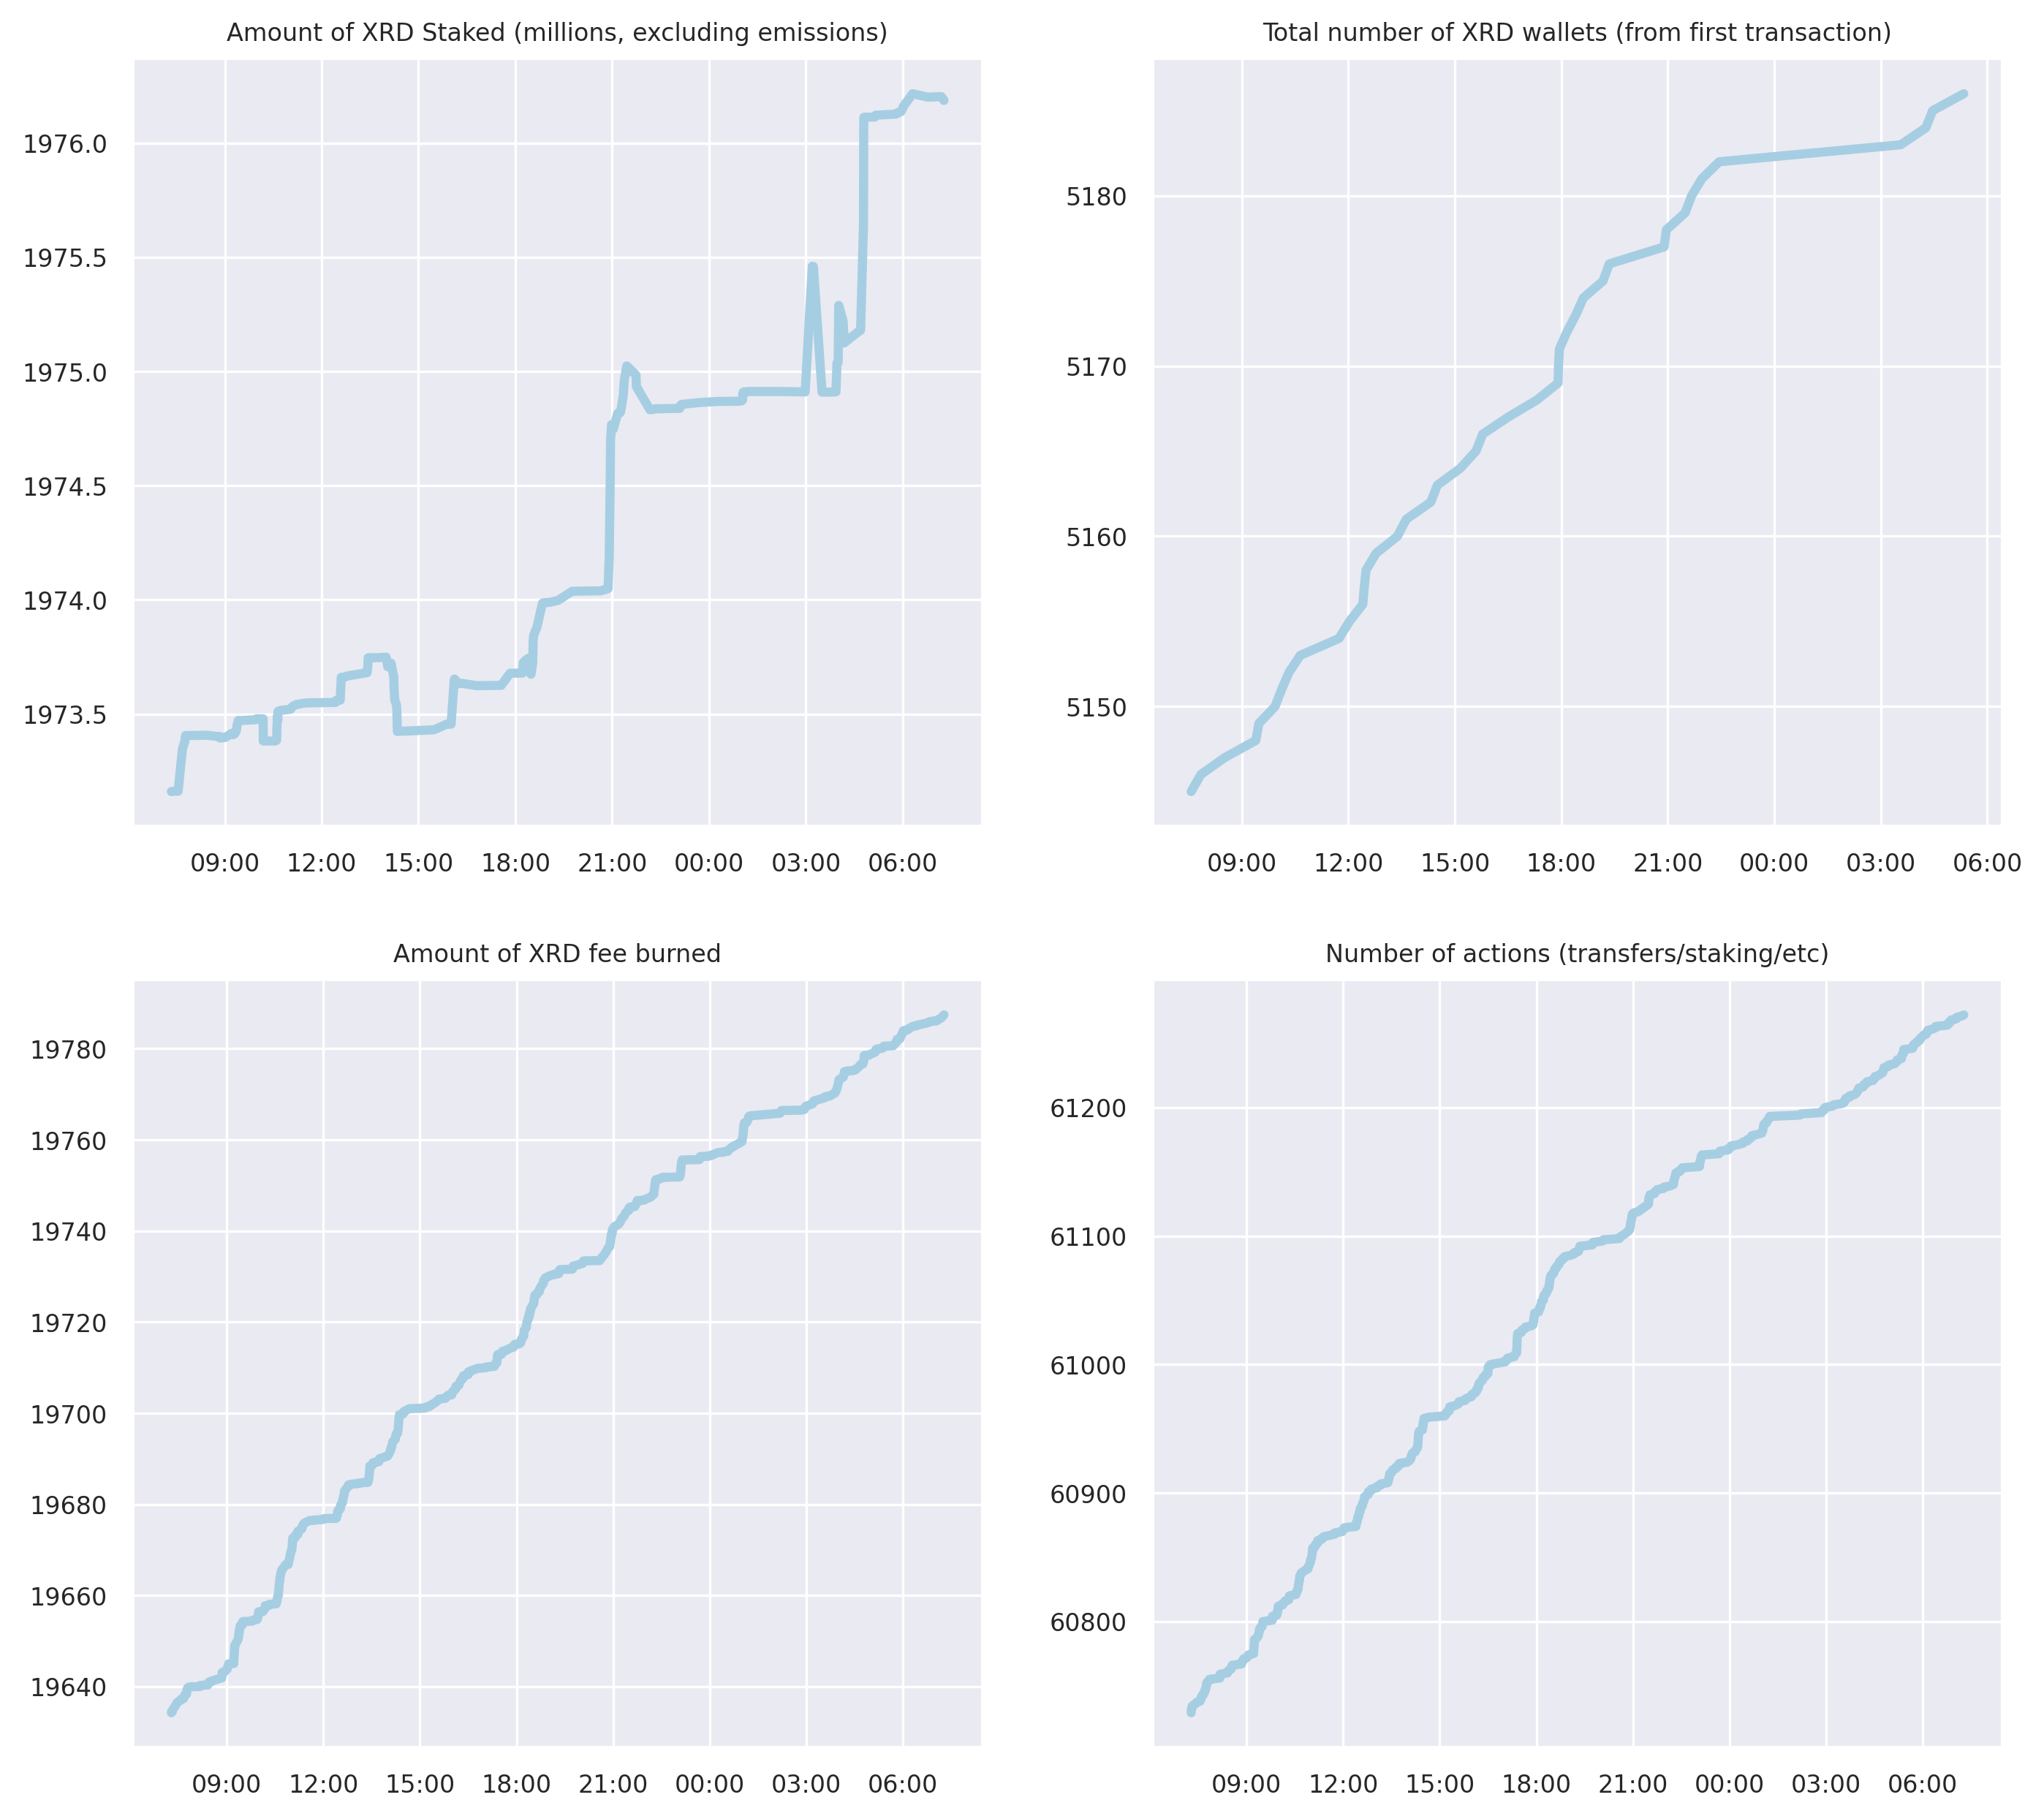 Amount of XRD Staked (millions, excluding emissions)
1976.0
1975.5
1975.0
1974.5
1974.0
1973.5
09:00 12:00 15:00 18:00 21:00 00:00 03:00 06:00
Total number of XRD wallets (from first transaction)
5180
5170
5160
5150
09:00 12:00 15:00 18:00 21:00 00:00 03:00 06:00
Amount of XRD fee burned
19780
19760
19740
19720
19700
19680
19660
19640
09:00 12:00 15:00 18:00 21:00 00:00 03:00 06:00
Number of actions (transfers/staking/etc)
61200
61100
61000
60900
60800
09:00 12:00 15:00 18:00 21:00 00:00 03:00 06:00